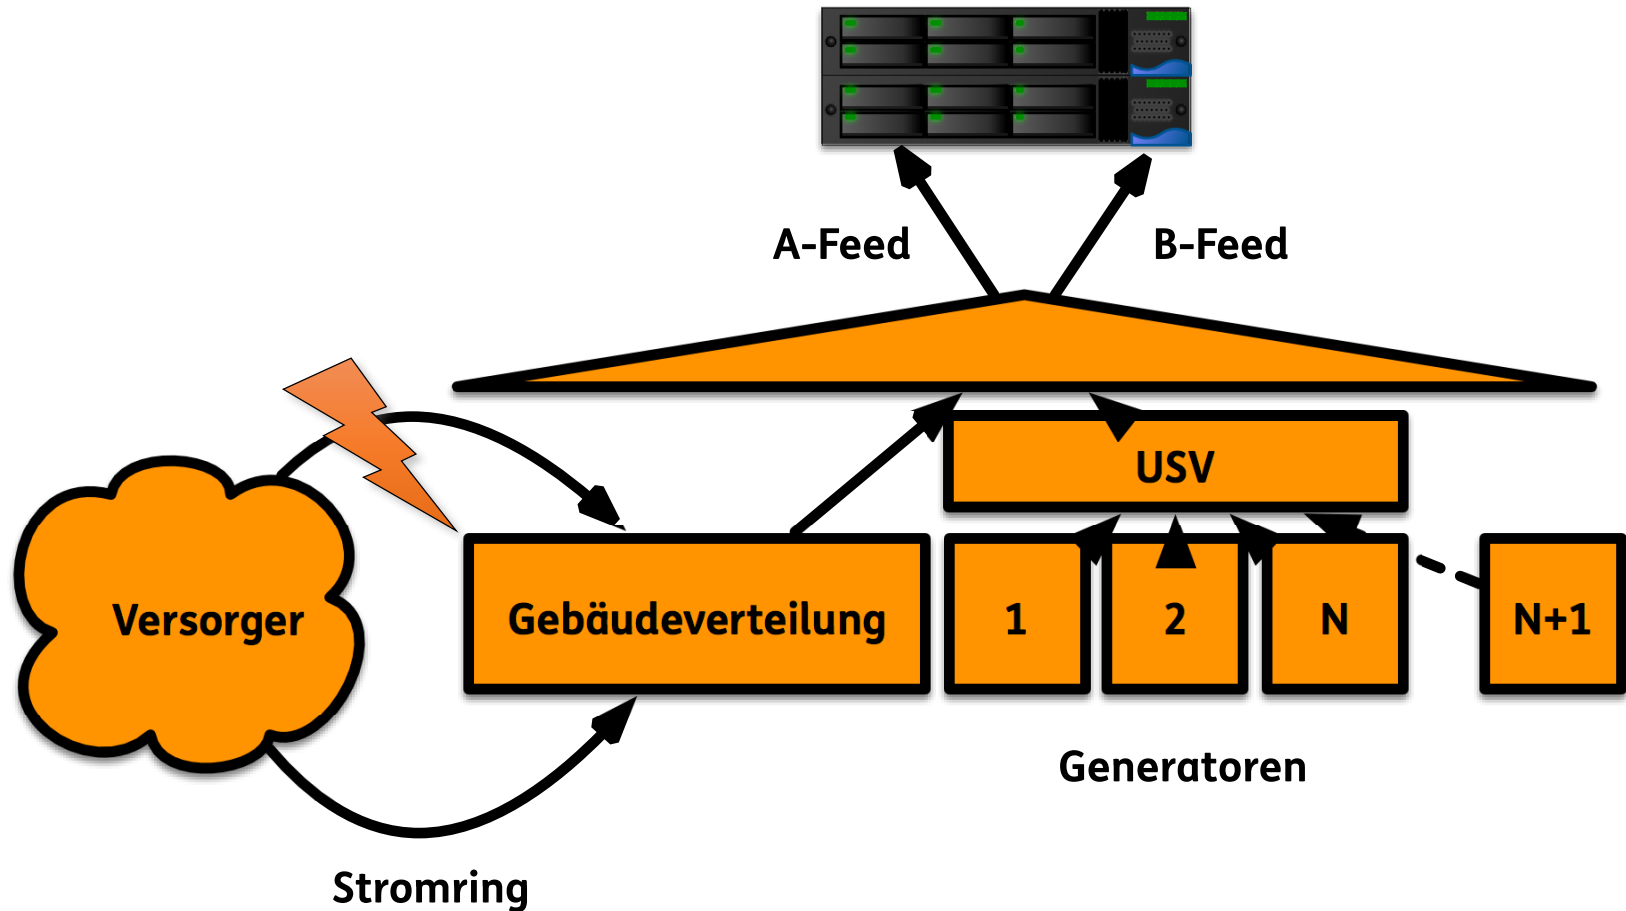 A-Feed
B-Feed
USV
Versorger
Gebäudeverteilung
1
2
N
N+1
Generatoren
Stromring